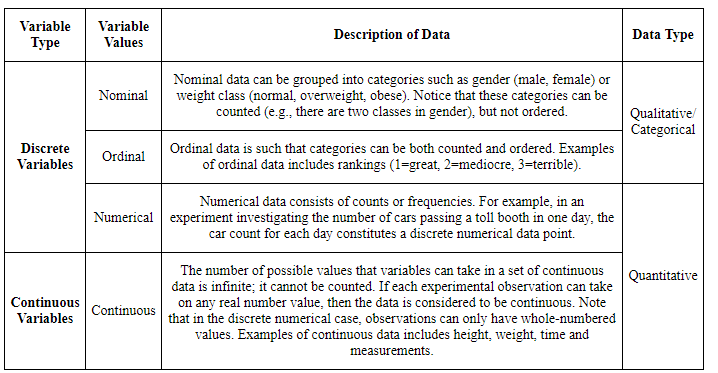 Variable
Type
Variable
Values
Description of Data
Data Type
Discrete
Variables
Nominal
Nominal data can be grouped into categories such as gender (male, female) or
weight class (normal, overweight, obese). Notice that these categories can be
counted (e.g., there are two classes in gender), but not ordered.
Qualitative/
Categorical
Ordinal
Ordinal data is such that categories can be both counted and ordered. Examples
of ordinal data includes rankings (1=great, 2=mediocre, 3=terrible).
Numerical
Numerical data consists of counts or frequencies. For example, in an
experiment investigating the number of cars passing a toll booth in one day, the
car count for each day constitutes a discrete numerical data point.
Quantitative
Continuous
Variables
Continuous
The number of possible values that variables can take in a set of continuous
data is infinite; it cannot be counted. If each experimental observation can take
on any real number value, then the data is considered to be continuous. Note
that in the discrete numerical case, observations can only have whole-numbered
values. Examples of continuous data includes height, weight, time and
measurements.